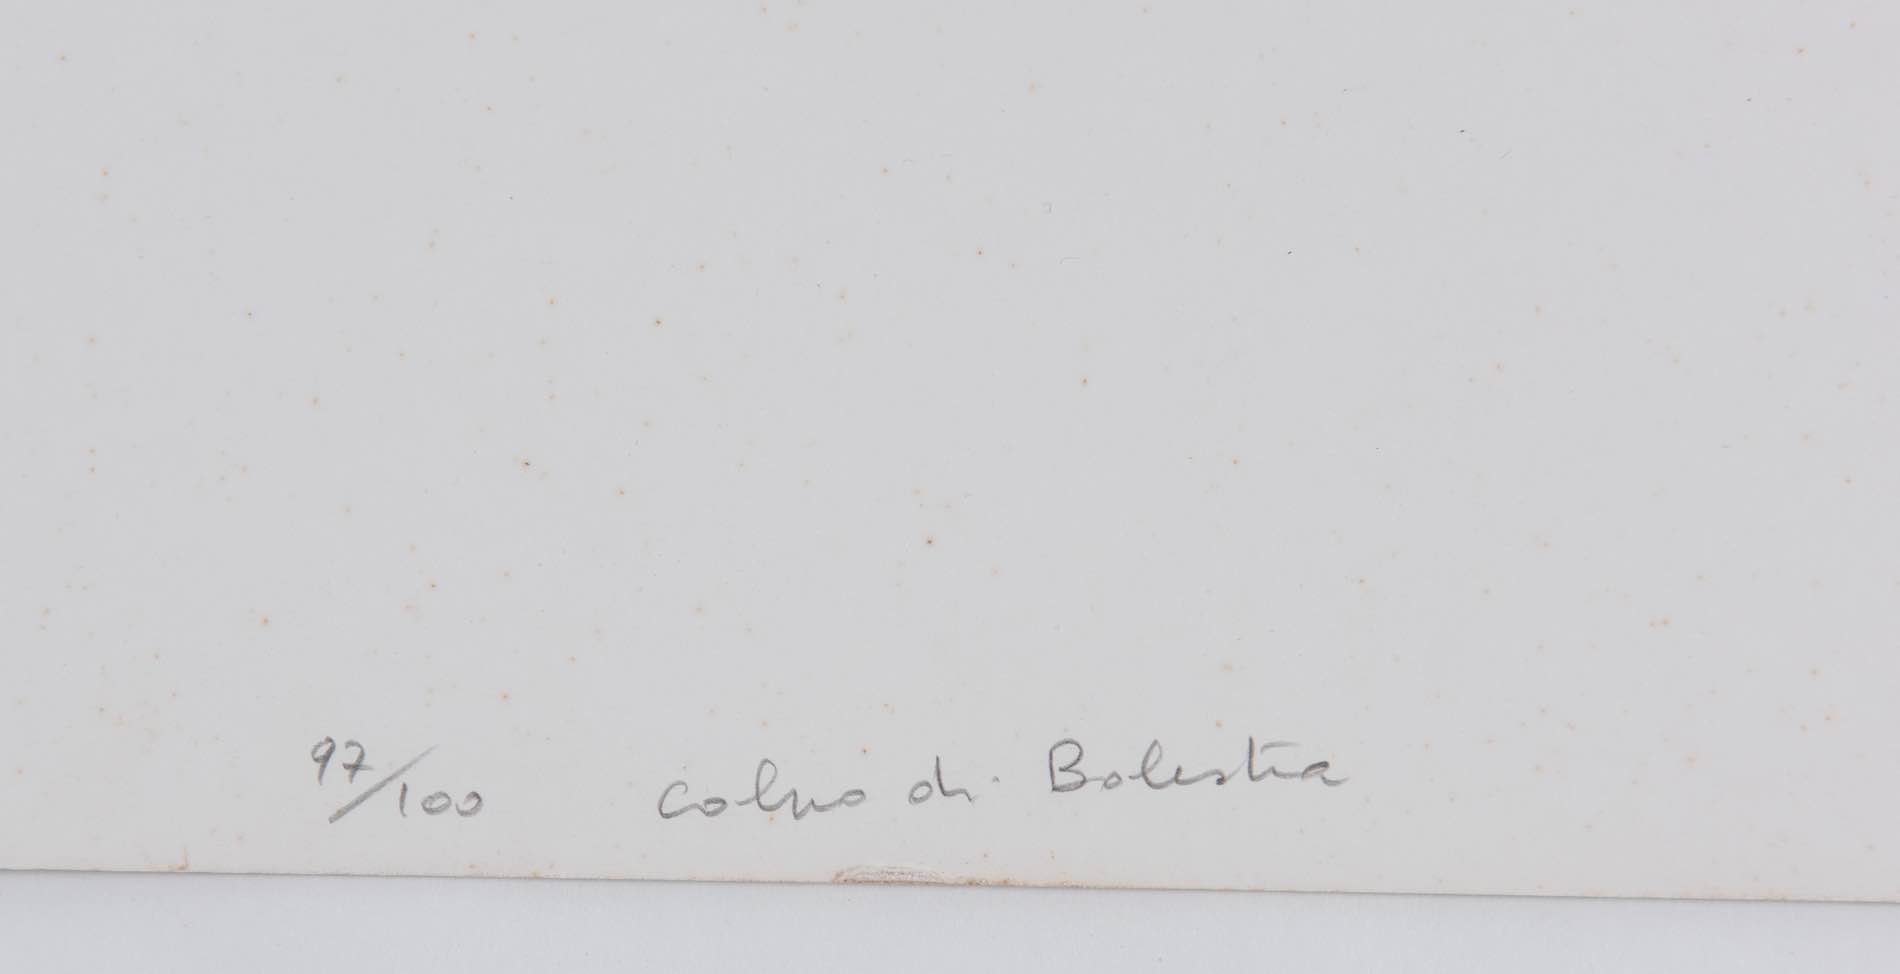 97/100 Colpo di Balestra